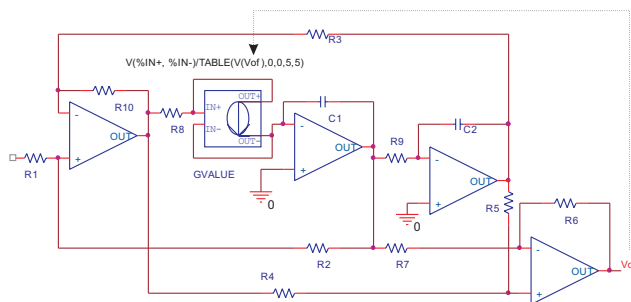 R3
V(%IN+, %IN-)/TABLE(V(Vof),0,0,5,5)
R10
OUT+
IN+
R8
IN-
OUT-
C1
GVALUE
-
OUT
+
R1
-
OUT
+
0
R9
C2
-
OUT
+
0
R5
R6
R2
R7
R4
-
OUT
+